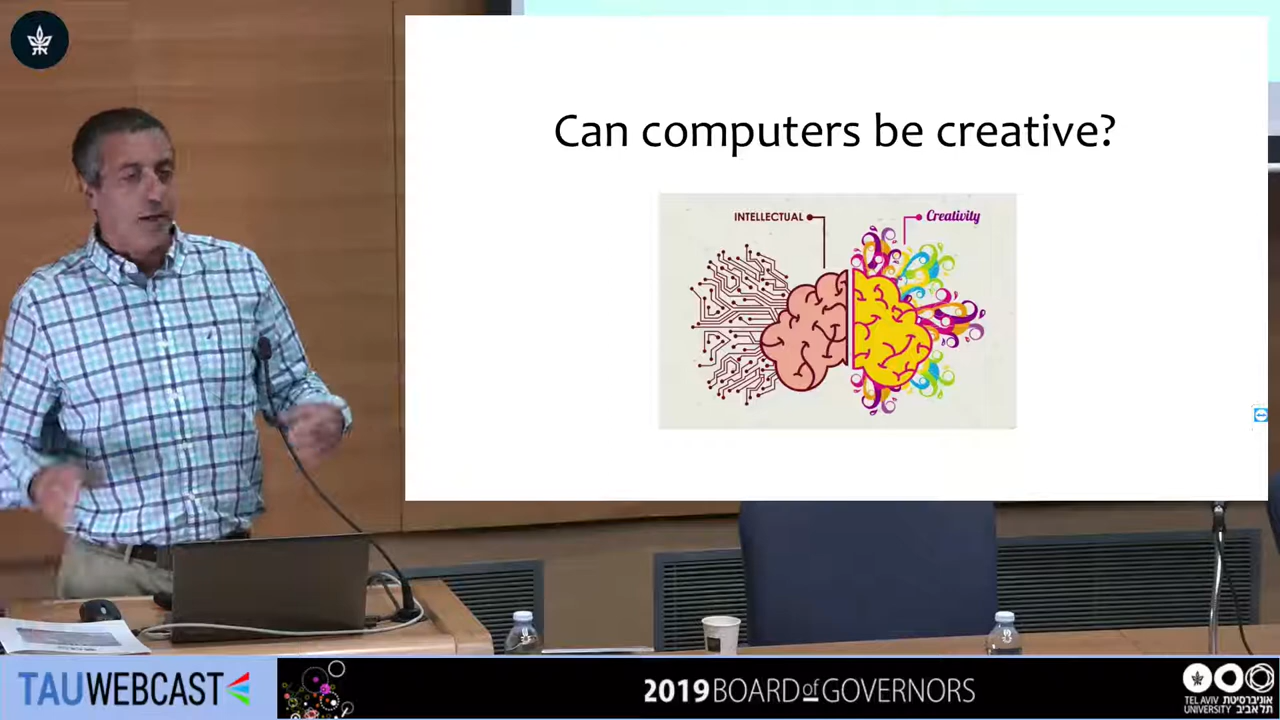 Can computers be creative?
INTELLECTUAL
Creativity
TAUWEBCAST
2019 BOARD of GOVERNORS
TEL AVIV אוניברסיטת
UNIVERSITY תל אביב